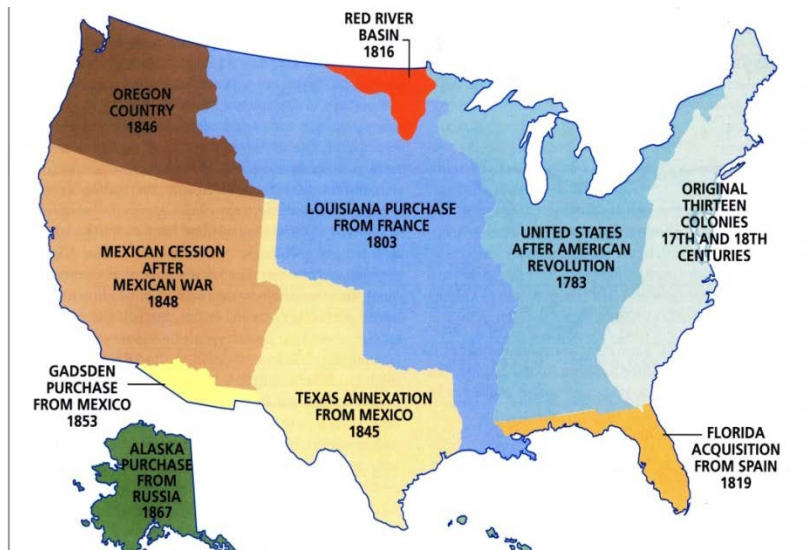 RED RIVER
BASIN
1816
OREGON
COUNTRY
1846
LOUISIANA PURCHASE
FROM FRANCE
1803
UNITED STATES
AFTER AMERICAN
REVOLUTION
1783
ORIGINAL
THIRTEEN
COLONIES
17TH AND 18TH
CENTURIES
MEXICAN CESSION
AFTER
MEXICAN WAR
1848
GADSDEN
PURCHASE
FROM MEXICO
1853
TEXAS ANNEXATION
FROM MEXICO
1845
FLORIDA
ACQUISITION
FROM SPAIN
1819
ALASKA
PURCHASE
FROM
RUSSIA
1867